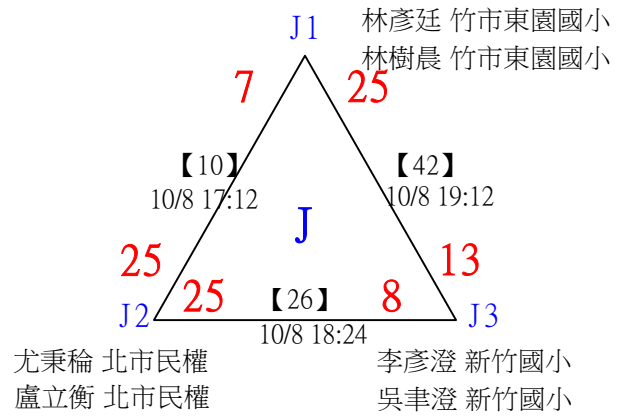 J1
林彥廷 竹市東園國小
林樹晨 竹市東園國小
7
25
【10】
10/8 17:12
【42】
10/8 19:12
J
25
13
25
【26】
8
J2
10/8 18:24
J3
尤秉稐 北市民權
盧立衡 北市民權
李彥澄 新竹國小
吳聿澄 新竹國小